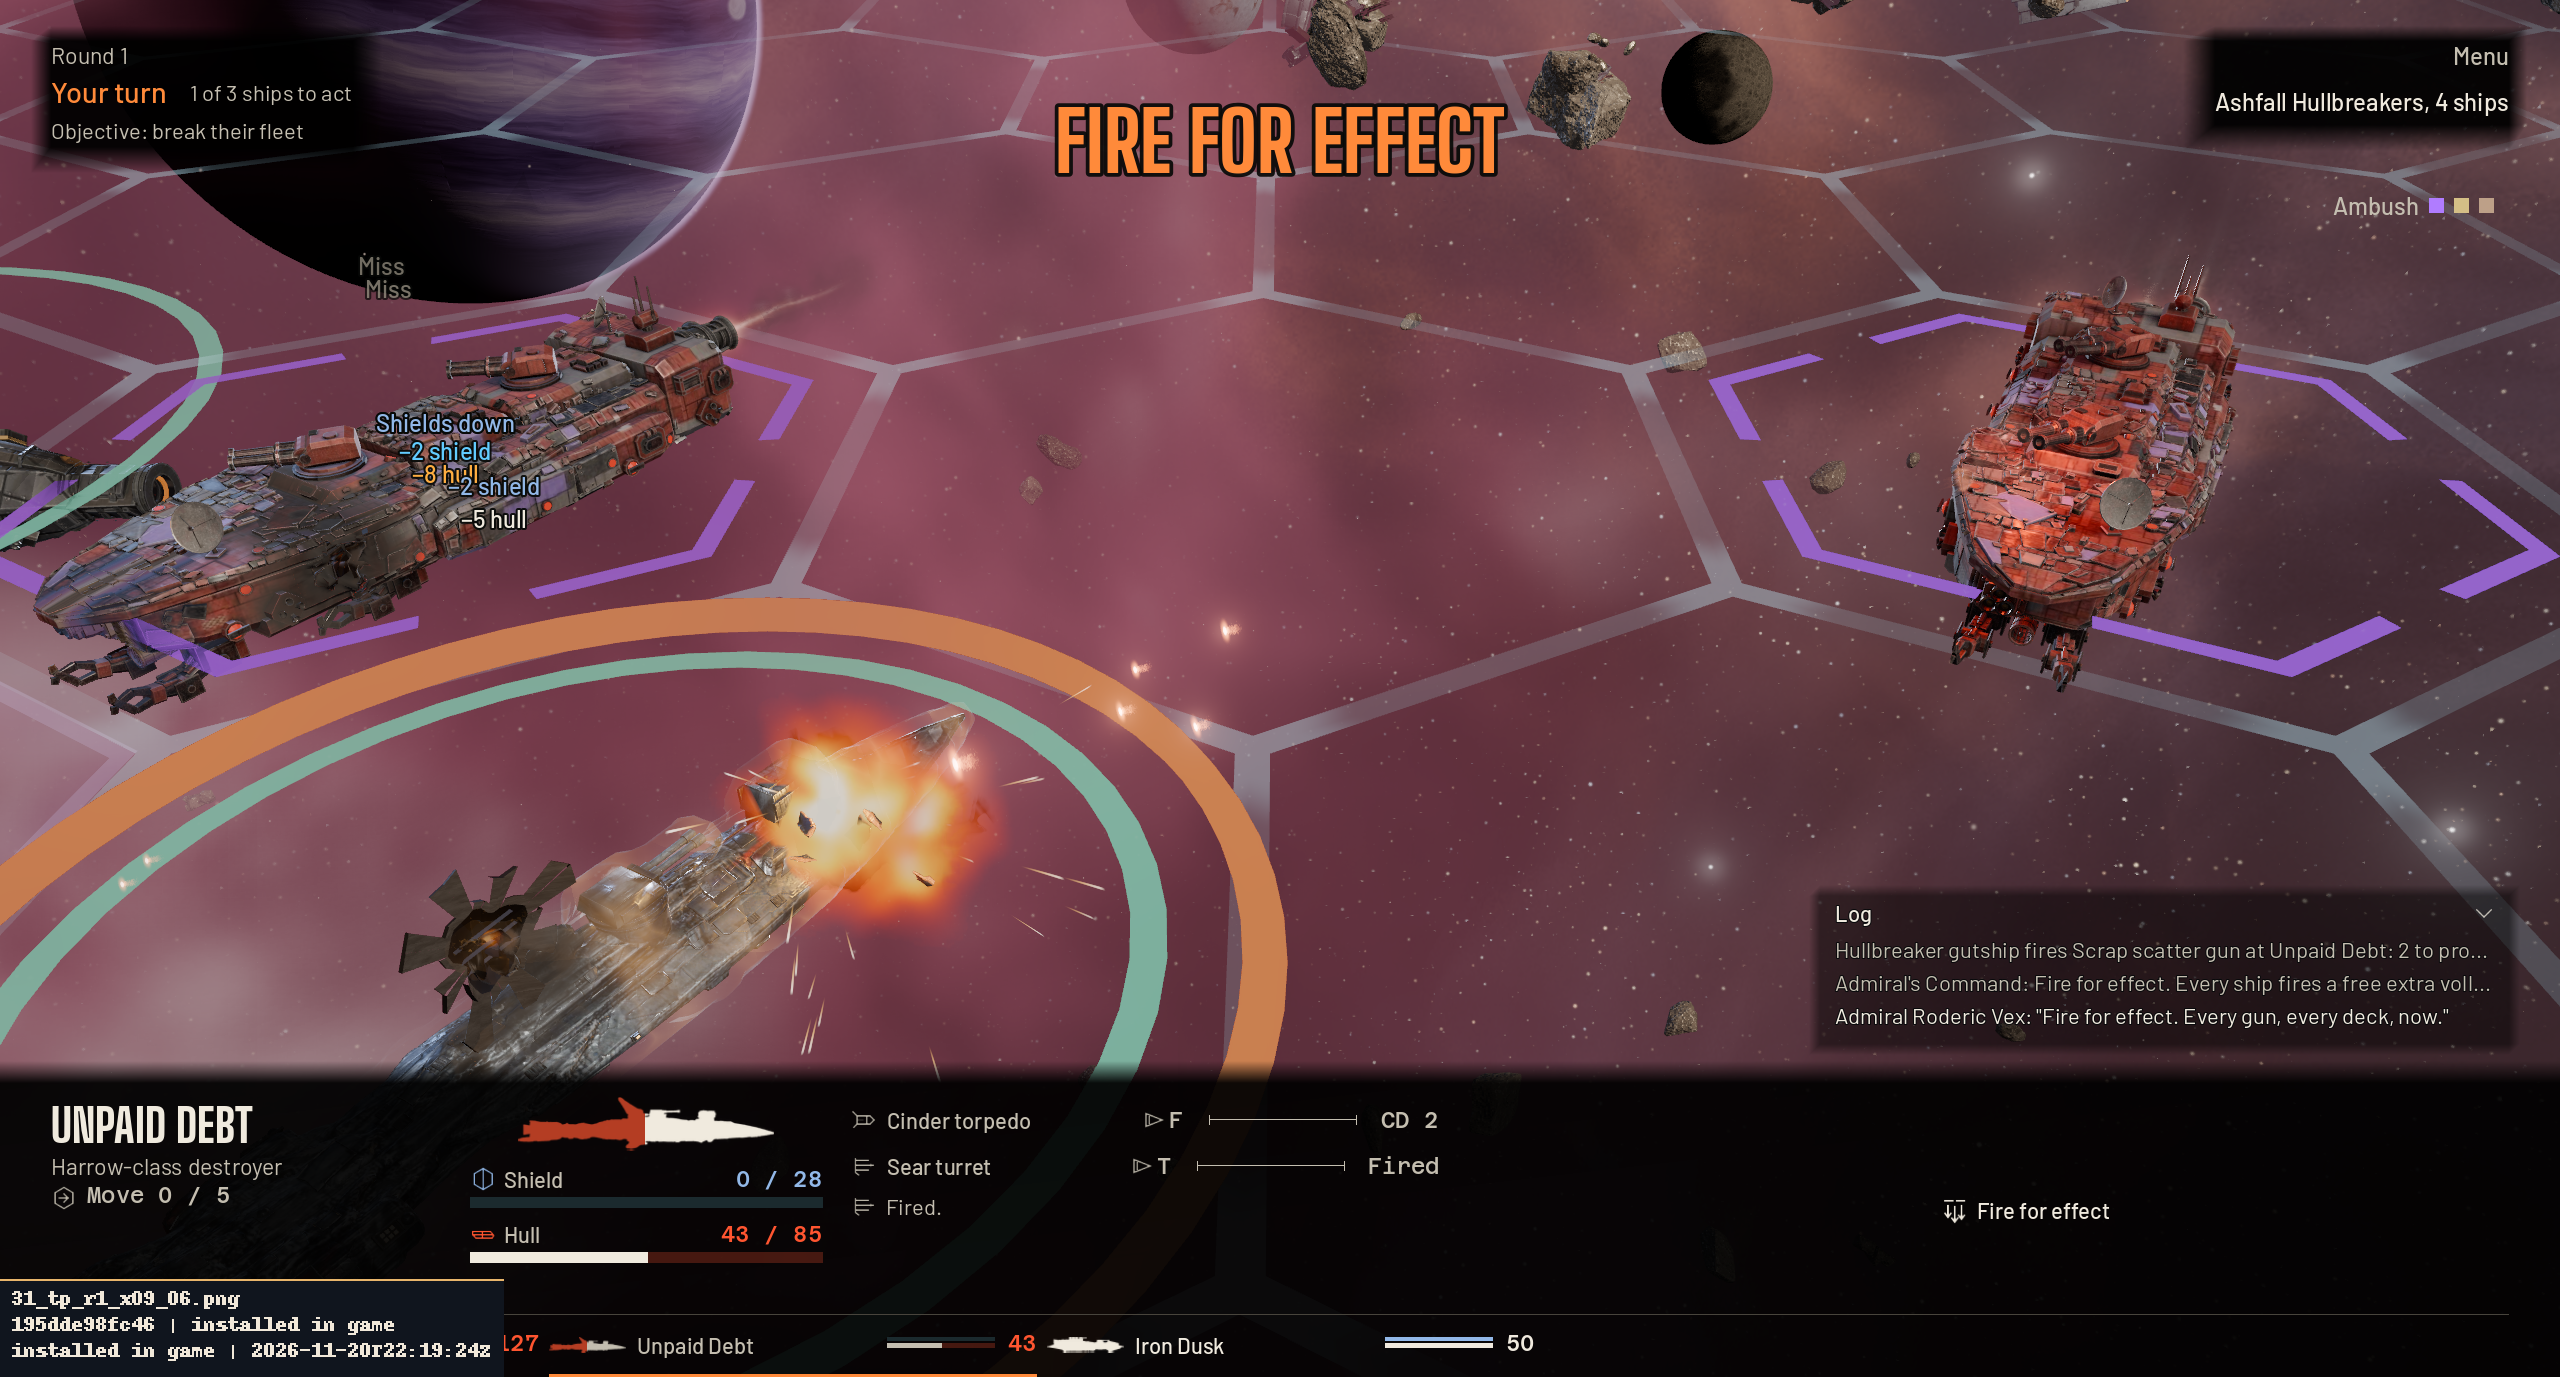 Round 1
Your turn 1 of 3 ships to act
Objective: break their fleet
FIRE FOR EFFECT
Menu
Ashfall Hullbreakers, 4 ships
Ambush
Miss
Miss
Shields down
−2 shield
−8 hull
−2 shield
−5 hull
Log
Hullbreaker gutship fires Scrap scatter gun at Unpaid Debt: 2 to pro...
Admiral's Command: Fire for effect. Every ship fires a free extra voll...
Admiral Roderic Vex: "Fire for effect. Every gun, every deck, now."
UNPAID DEBT
Harrow-class destroyer
Move 0 / 5
Shield 0 / 28
Hull 43 / 85
Cinder torpedo F CD 2
Sear turret T Fired
Fired.
Fire for effect
31_tp_r1_x09_06.png
195dde98fc46 | installed in game
installed in game | 2026-11-20T22:19:24Z
127 Unpaid Debt 43 Iron Dusk 50